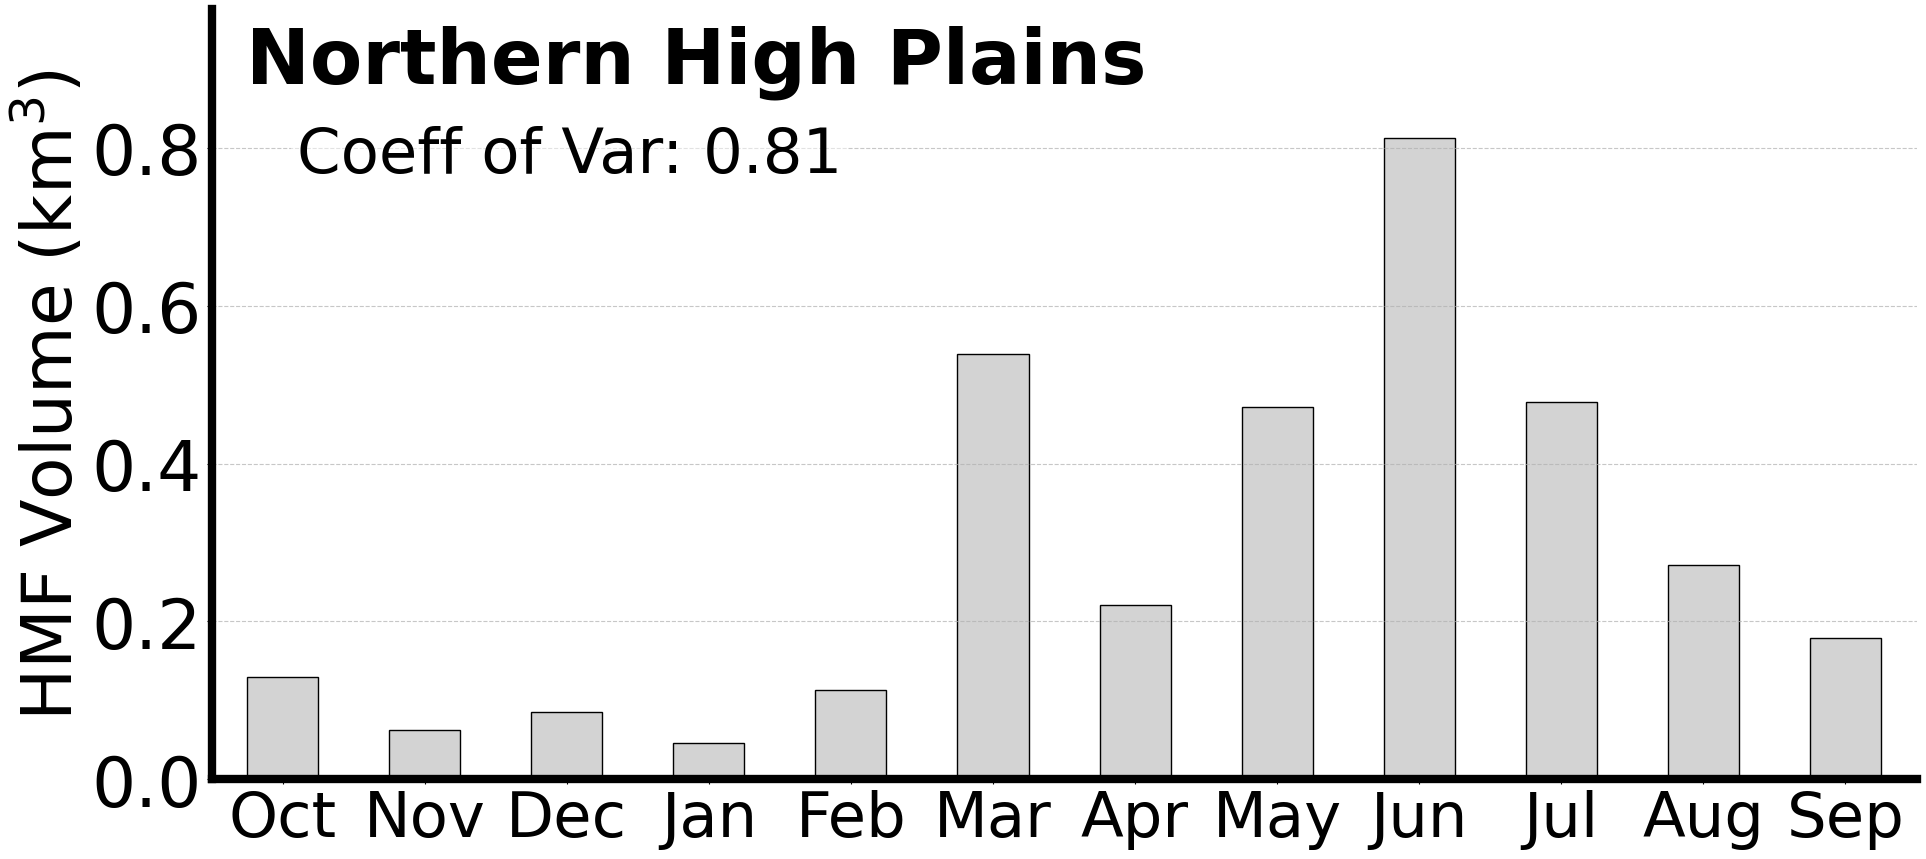 Northern High Plains
Coeff of Var: 0.81
HMF Volume (km³)
0.8
0.6
0.4
0.2
0.0
Oct Nov Dec Jan Feb Mar Apr May Jun Jul Aug Sep